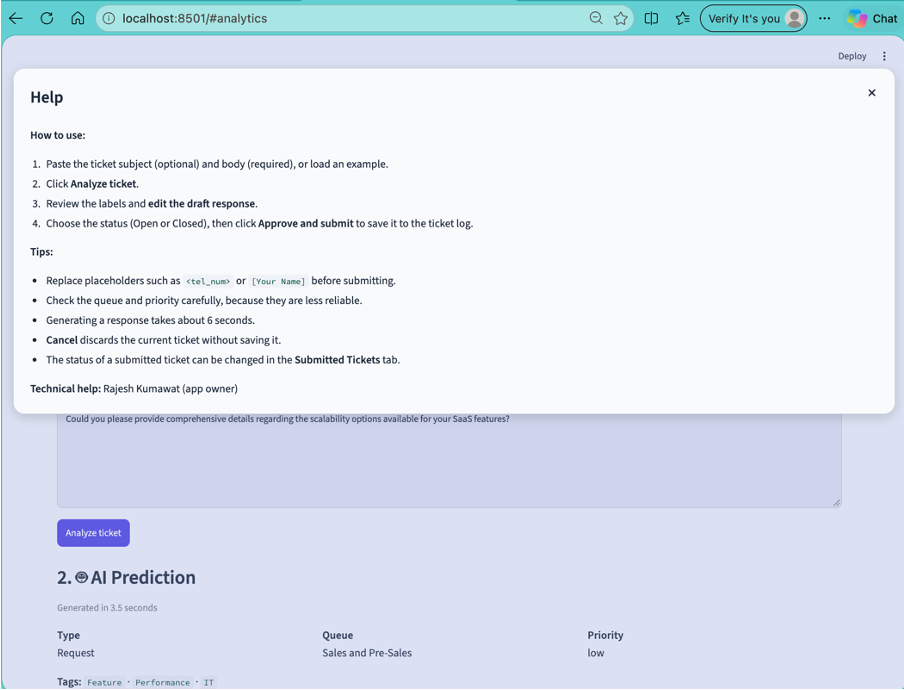 localhost:8501/#analytics
Verify It's you
Chat
Deploy
Help
How to use:
1. Paste the ticket subject (optional) and body (required), or load an example.
2. Click Analyze ticket.
3. Review the labels and edit the draft response.
4. Choose the status (Open or Closed), then click Approve and submit to save it to the ticket log.
Tips:
• Replace placeholders such as <tel_num> or [Your Name] before submitting.
• Check the queue and priority carefully, because they are less reliable.
• Generating a response takes about 6 seconds.
• Cancel discards the current ticket without saving it.
• The status of a submitted ticket can be changed in the Submitted Tickets tab.
Technical help: Rajesh Kumawat (app owner)
Could you please provide comprehensive details regarding the scalability options available for your SaaS features?
Analyze ticket
2. AI Prediction
Generated in 3.5 seconds
Type Queue Priority
Request Sales and Pre-Sales low
Tags: Feature · Performance · IT